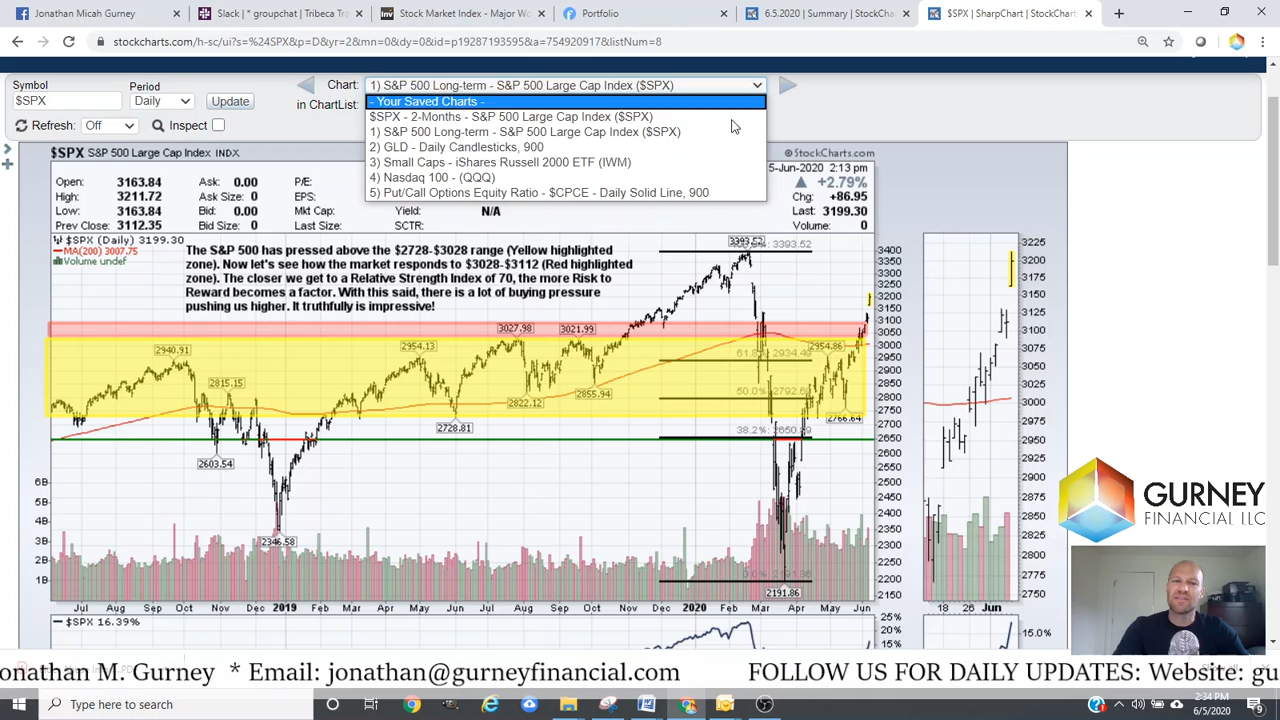 Jonathan Micah Gurney
Slack | * groupchat | Tribeca T
Stock Market Index - Major Wo
Portfolio
6.5.2020 | Summary | StockCha
$SPX | SharpChart | StockCharts
stockcharts.com/h-sc/ui?s=%24SPX&p=D&yr=2&mn=0&dy=0&id=p19287193595&a=754920917&listNum=8
Symbol
Period
$SPX
Daily
Update
Refresh: Off
Inspect
Chart:
1) S&P 500 Long-term - S&P 500 Large Cap Index ($SPX)
in ChartList:
- Your Saved Charts -
$SPX - 2-Months - S&P 500 Large Cap Index ($SPX)
1) S&P 500 Long-term - S&P 500 Large Cap Index ($SPX)
2) GLD - Daily Candlesticks, 900
3) Small Caps - iShares Russell 2000 ETF (IWM)
4) Nasdaq 100 - (QQQ)
5) Put/Call Options Equity Ratio - $CPCE - Daily Solid Line, 900
$SPX S&P 500 Large Cap Index INDX
© StockCharts.com
5-Jun-2020 | 2:13 pm
Open: 3163.84
Ask: 0.00
P/E:
+2.79%
High: 3211.72
Ask Size: 0
EPS:
Chg: +86.95
Low: 3163.84
Bid: 0.00
Mkt Cap:
Yield: N/A
Last: 3199.30
Prev Close: 3112.35
Bid Size: 0
Last Size:
SCTR:
Volume: 0
$SPX (Daily) 3199.30
MA(200) 3007.75
Volume undef
The S&P 500 has pressed above the $2728-$3028 range (Yellow highlighted
zone). Now let's see how the market responds to $3028-$3112 (Red highlighted
zone). The closer we get to a Relative Strength Index of 70, the more Risk to
Reward becomes a factor. With this said, there is a lot of buying pressure
pushing us higher. It truthfully is impressive!
3393.52
3393.52
2940.91
2815.15
2603.54
2346.58
2954.13
2728.81
3027.98
2822.12
3021.99
2855.94
61.8%: 2934.49
50.0%: 2792.69
38.2%: 2650.89
0.0%: 2191.86
2191.86
2954.86
2766.64
3400
3350
3300
3250
3200
3150
3100
3050
3000
2950
2900
2850
2800
2750
2700
2650
2600
2550
2500
2450
2400
2350
2300
2250
2200
2150
6B
5B
4B
3B
2B
1B
Jul Aug Sep Oct Nov Dec 2019 Feb Mar Apr May Jun Jul Aug Sep Oct Nov Dec 2020 Feb Mar Apr May Jun
3225
3200
3175
3150
3125
3100
3075
3050
3025
3000
2975
2950
2925
2900
2875
2850
2825
2800
2775
2750
18 26 Jun
$SPX 16.39%
25%
20%
15%
15.0%
GURNEY
FINANCIAL LLC
onathan M. Gurney * Email: jonathan@gurneyfinancial.com FOLLOW US FOR DAILY UPDATES: Website: gu
Type here to search
2:34 PM
6/5/2020